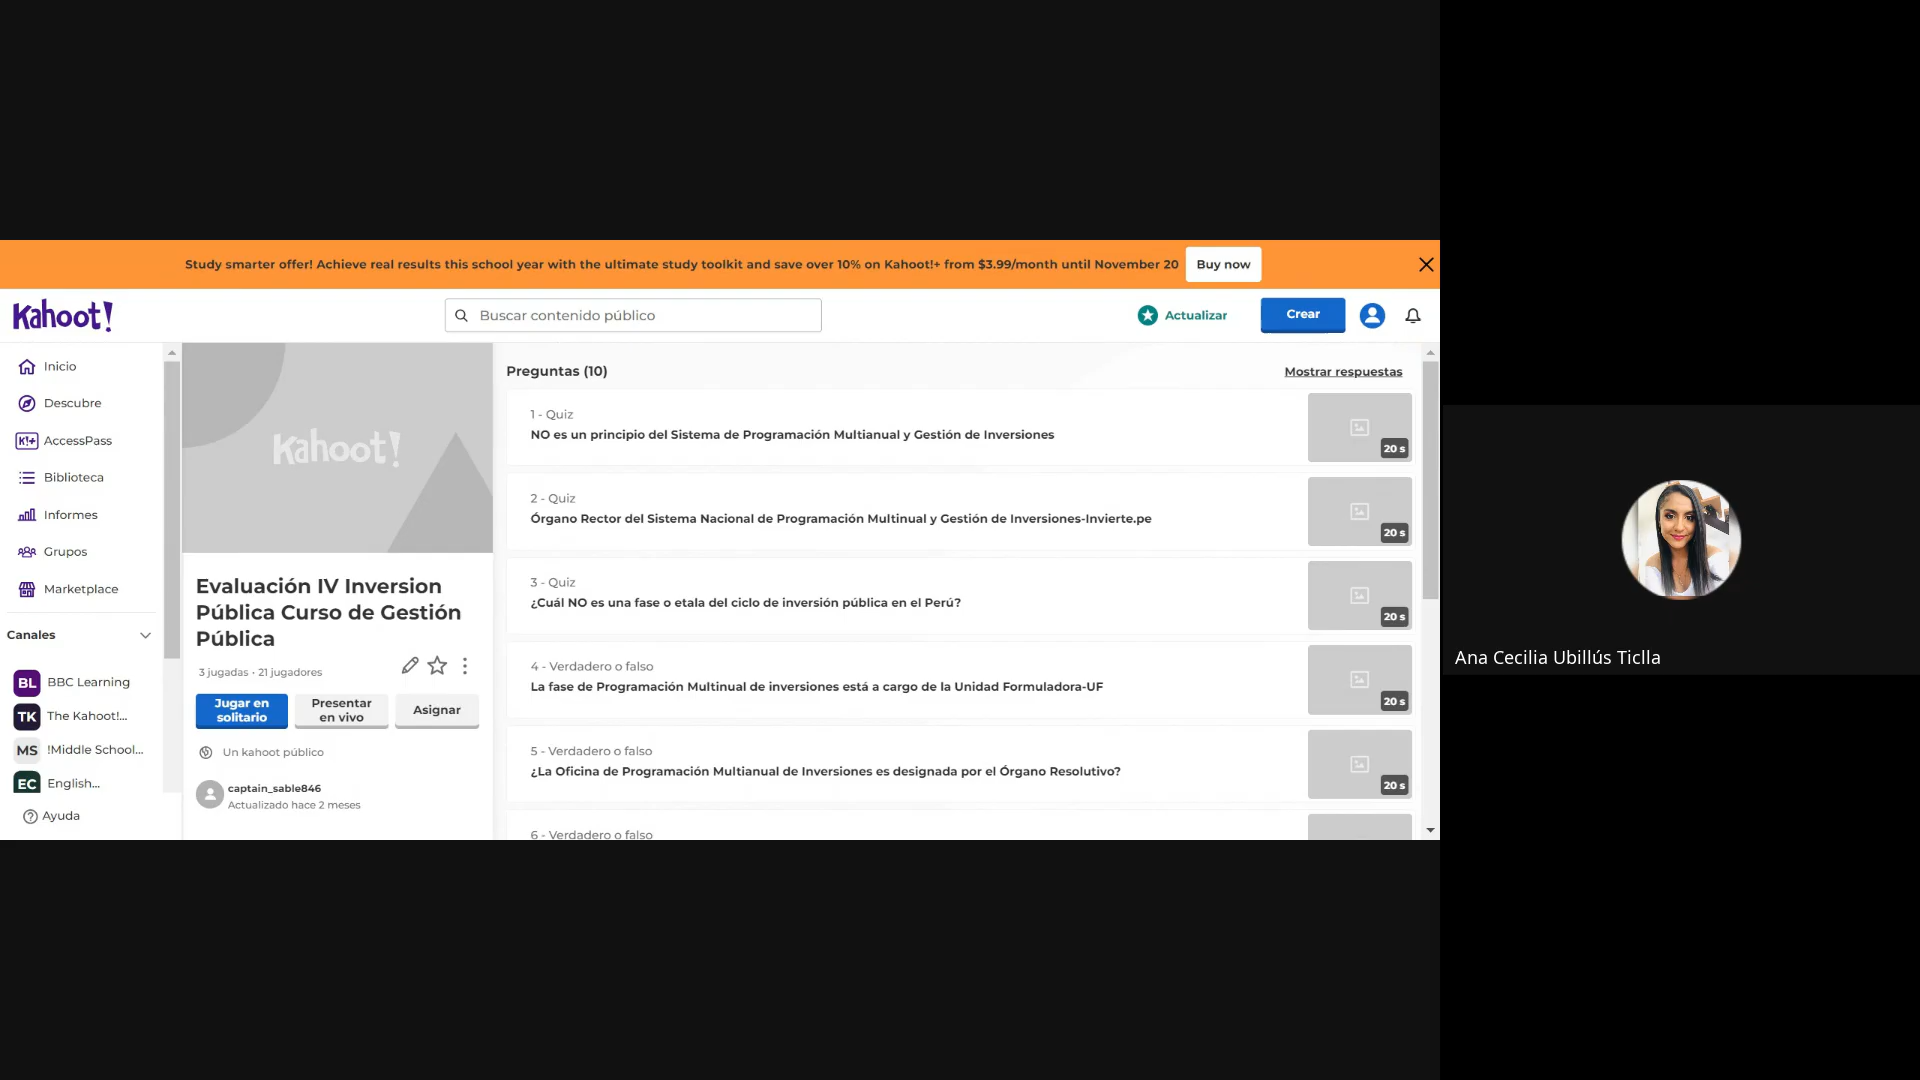 Study smarter offer! Achieve real results this school year with the ultimate study toolkit and save over 10% on Kahoot!+ from $3.99/month until November 20
Buy now
Kahoot!
Buscar contenido público
Actualizar
Crear
Inicio
Descubre
K!+ AccessPass
Biblioteca
Informes
Grupos
Marketplace
Canales
BL BBC Learning
TK The Kahoot!...
MS !Middle School...
EC English...
Ayuda
Kahoot!
Evaluación IV Inversion
Pública Curso de Gestión
Pública
3 jugadas · 21 jugadores
Jugar en
solitario
Presentar
en vivo
Asignar
Un kahoot público
captain_sable846
Actualizado hace 2 meses
Preguntas (10)
Mostrar respuestas
1 - Quiz
NO es un principio del Sistema de Programación Multianual y Gestión de Inversiones
20 s
2 - Quiz
Órgano Rector del Sistema Nacional de Programación Multinual y Gestión de Inversiones-Invierte.pe
20 s
3 - Quiz
¿Cuál NO es una fase o etala del ciclo de inversión pública en el Perú?
20 s
4 - Verdadero o falso
La fase de Programación Multinual de inversiones está a cargo de la Unidad Formuladora-UF
20 s
5 - Verdadero o falso
¿La Oficina de Programación Multianual de Inversiones es designada por el Órgano Resolutivo?
20 s
6 - Verdadero o falso
Ana Cecilia Ubillús Ticlla